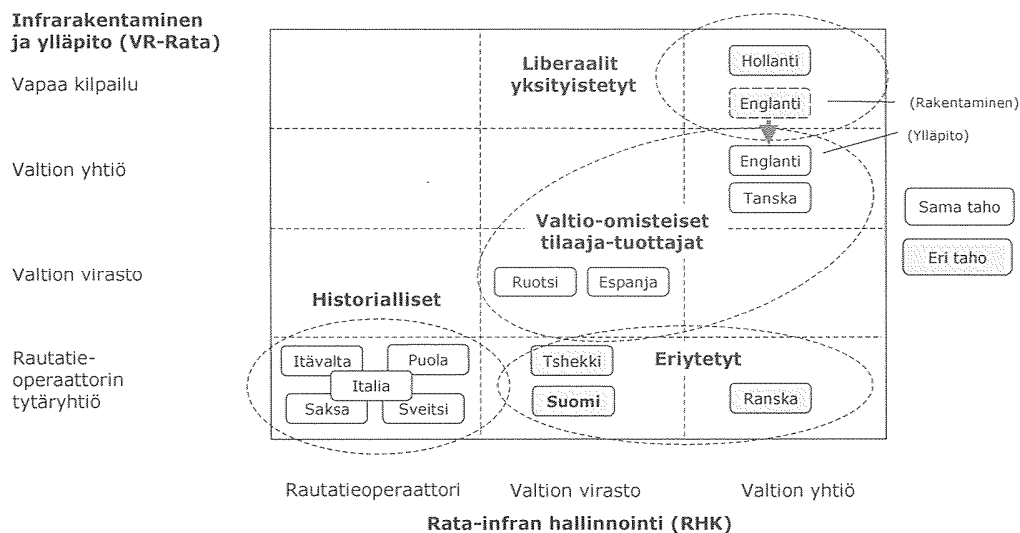 Infrarakentaminen
ja ylläpito (VR-Rata)
Vapaa kilpailu
Valtion yhtiö
Valtion virasto
Rautatie-
operaattorin
tytäryhtiö
Liberaalit
yksityistetyt
Hollanti
Englanti
(Rakentaminen)
(Ylläpito)
Englanti
Tanska
Valtio-omisteiset
tilaaja-tuottajat
Ruotsi
Espanja
Sama taho
Eri taho
Historialliset
Itävalta
Puola
Italia
Saksa
Sveitsi
Tshekki
Eriytetyt
Suomi
Ranska
Rautatieoperaattori
Valtion virasto
Valtion yhtiö
Rata-infran hallinnointi (RHK)